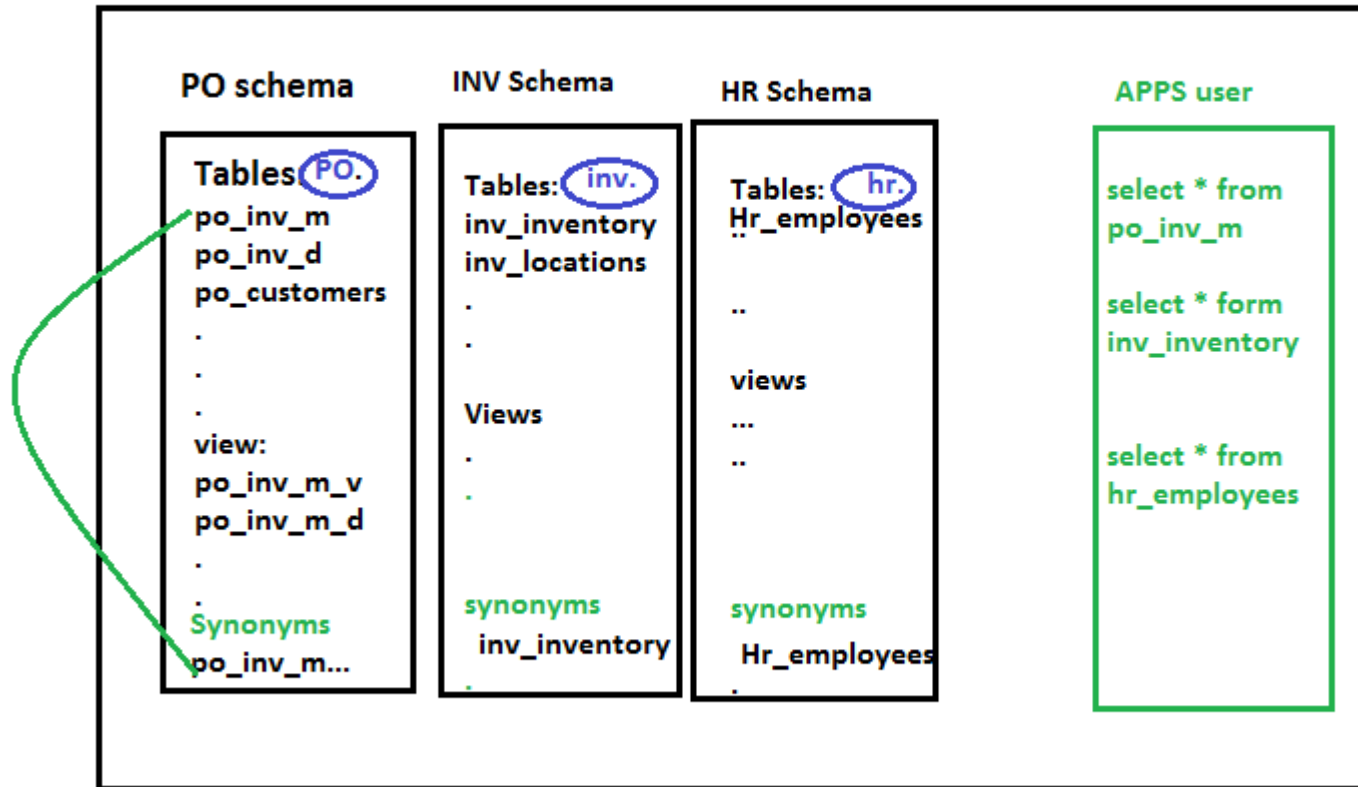 PO schema
Tables: PO.
po_inv_m
po_inv_d
po_customers
.
.
.
view:
po_inv_m_v
po_inv_m_d
.
.
Synonyms
po_inv_m...
INV Schema
Tables: inv.
inv_inventory
inv_locations
.
.
Views
.
.
synonyms
inv_inventory
.
HR Schema
Tables: hr.
Hr_employees
..
..
views
...
..
synonyms
Hr_employees
.
APPS user
select * from
po_inv_m
select * form
inv_inventory
select * from
hr_employees